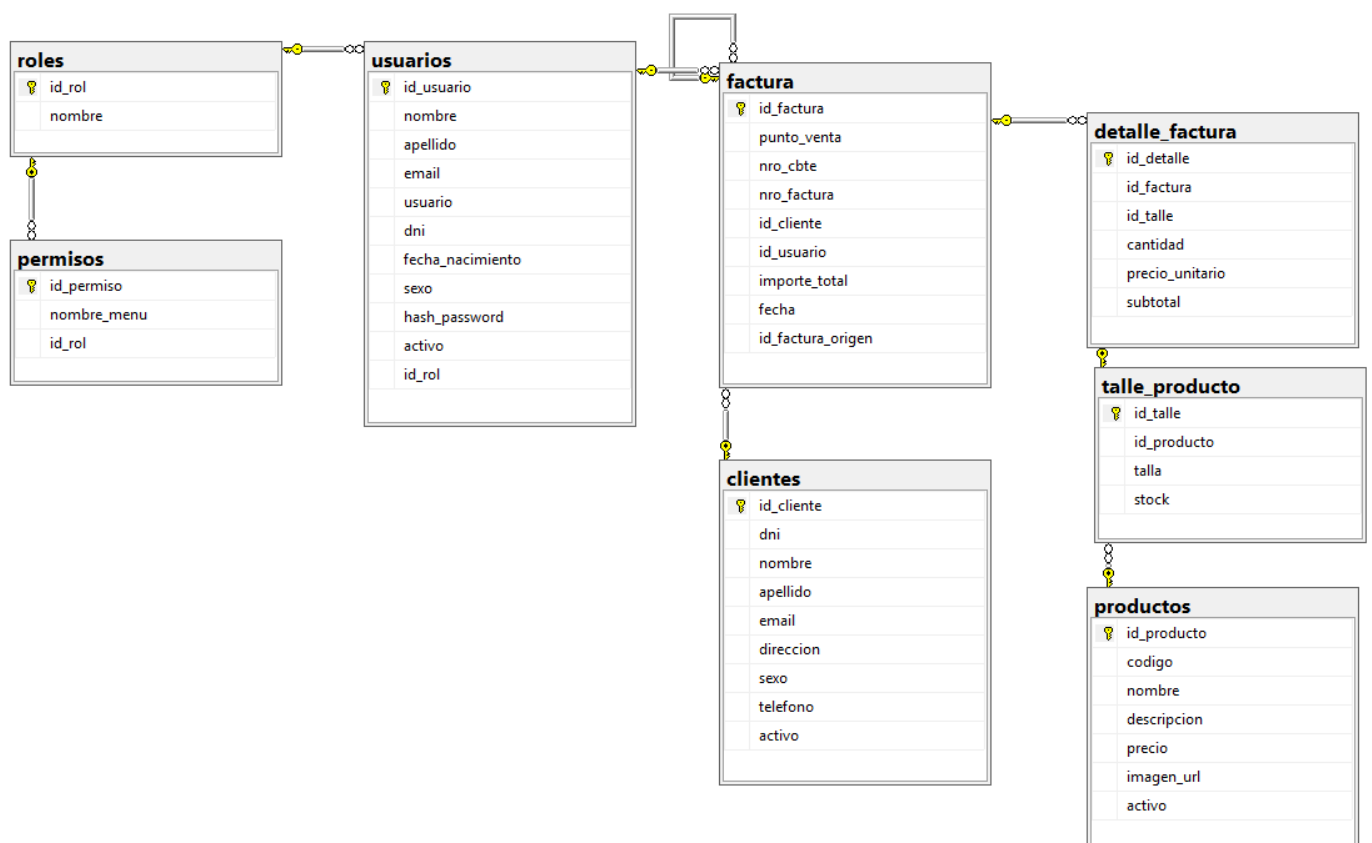 roles
id_rol
nombre
permisos
id_permiso
nombre_menu
id_rol
usuarios
id_usuario
nombre
apellido
email
usuario
dni
fecha_nacimiento
sexo
hash_password
activo
id_rol
factura
id_factura
punto_venta
nro_cbte
nro_factura
id_cliente
id_usuario
importe_total
fecha
id_factura_origen
clientes
id_cliente
dni
nombre
apellido
email
direccion
sexo
telefono
activo
detalle_factura
id_detalle
id_factura
id_talle
cantidad
precio_unitario
subtotal
talle_producto
id_talle
id_producto
talla
stock
productos
id_producto
codigo
nombre
descripcion
precio
imagen_url
activo